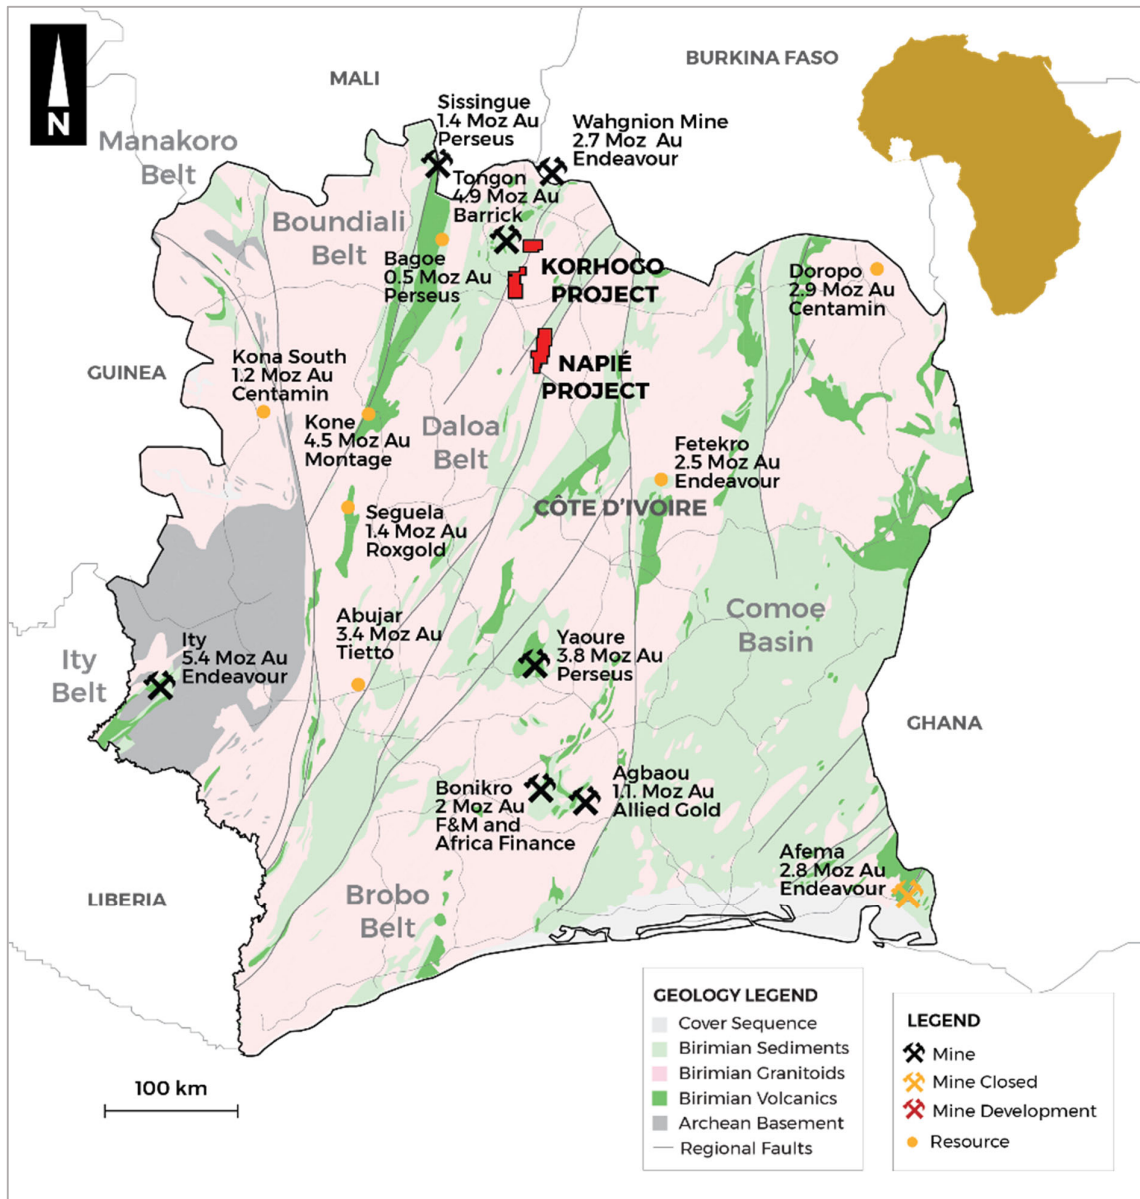 N
MALI
BURKINA FASO
Manakoro
Belt
Sissingue
1.4 Moz Au
Perseus
Wahgnion Mine
2.7 Moz Au
Endeavour
Tongon
4.9 Moz Au
Barrick
Boundiali
Belt
Bagoe
0.5 Moz Au
Perseus
KORHOGO
PROJECT
Doropo
2.9 Moz Au
Centamin
GUINEA
Kona South
1.2 Moz Au
Centamin
NAPIÉ
PROJECT
Kone
4.5 Moz Au
Montage
Daloa
Belt
Fetekro
2.5 Moz Au
Endeavour
CÔTE D'IVOIRE
Seguela
1.4 Moz Au
Roxgold
Comoe
Basin
Abujar
3.4 Moz Au
Tietto
Ity
Belt
Ity
5.4 Moz Au
Endeavour
Yaoure
3.8 Moz Au
Perseus
GHANA
Bonikro
2 Moz Au
F&M and
Africa Finance
Agbaou
1.1. Moz Au
Allied Gold
Afema
2.8 Moz Au
Endeavour
LIBERIA
Brobo
Belt
100 km
GEOLOGY LEGEND
Cover Sequence
Birimian Sediments
Birimian Granitoids
Birimian Volcanics
Archean Basement
Regional Faults
LEGEND
Mine
Mine Closed
Mine Development
Resource